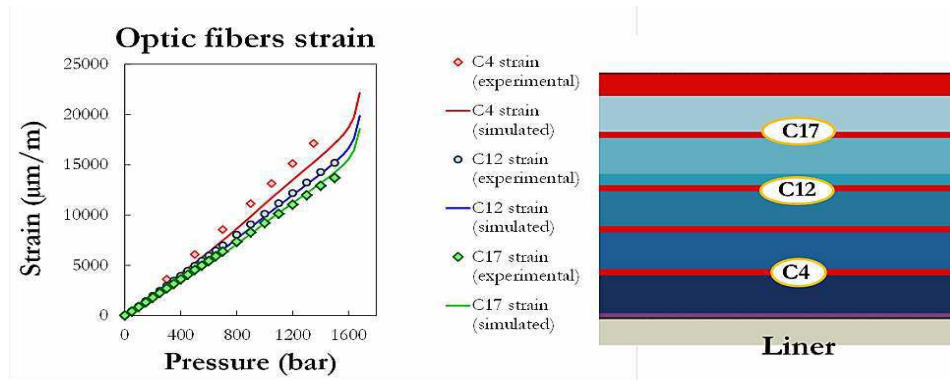 Optic fibers strain
25000
20000
15000
10000
5000
0
Strain (µm/m)
0
400
800
1200
1600
Pressure (bar)
C4 strain
(experimental)
C4 strain
(simulated)
C12 strain
(experimental)
C12 strain
(simulated)
C17 strain
(experimental)
C17 strain
(simulated)
C17
C12
C4
Liner